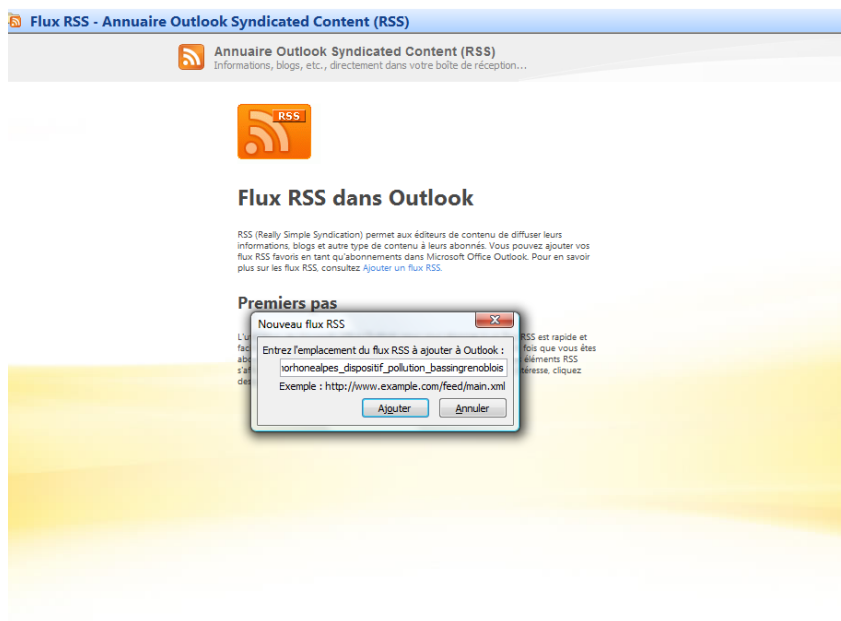 Flux RSS - Annuaire Outlook Syndicated Content (RSS)
Annuaire Outlook Syndicated Content (RSS)
Informations, blogs, etc., directement dans votre boîte de réception...
RSS
Flux RSS dans Outlook
RSS (Really Simple Syndication) permet aux éditeurs de contenu de diffuser leurs
informations, blogs et autre type de contenu à leurs abonnés. Vous pouvez ajouter vos
flux RSS favoris en tant qu'abonnements dans Microsoft Office Outlook. Pour en savoir
plus sur les flux RSS, consultez Ajouter un flux RSS.
Premiers pas
Nouveau flux RSS
RSS est rapide et
fois que vous êtes
éléments RSS
cliquez
Entrez l'emplacement du flux RSS à ajouter à Outlook :
orhonealpes_dispositif_pollution_bassingrenoblois
Exemple : http://www.example.com/feed/main.xml
Ajouter
Annuler